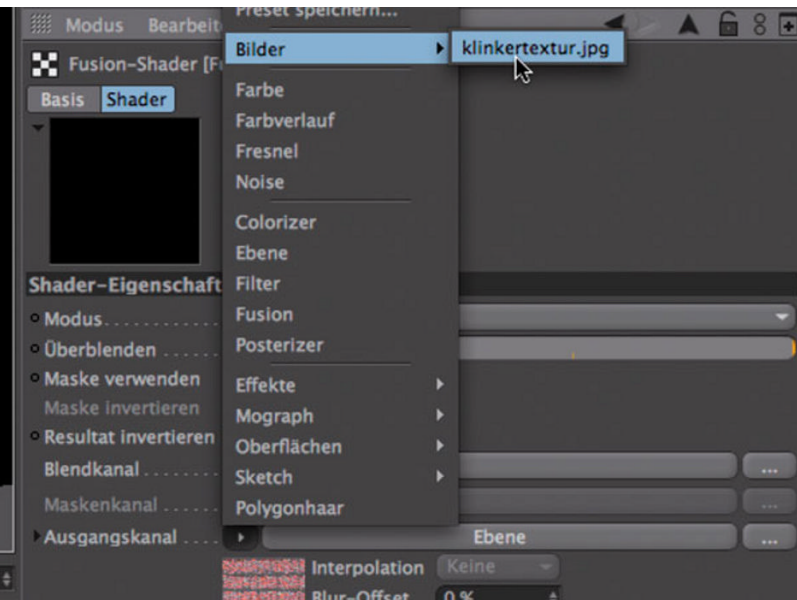 Preset speichern...
Modus Bearbeit
Bilder klinkertextur.jpg
Fusion-Shader [F
Farbe
Basis Shader
Farbverlauf
Fresnel
Noise
Colorizer
Ebene
Filter
Shader-Eigenschaft
Fusion
Modus
Posterizer
Überblenden
Maske verwenden
Effekte
Maske invertieren
Mograph
Resultat invertieren
Oberflächen
Blendkanal ...
Sketch
Maskenkanal ...
Polygonhaar
Ausgangskanal Ebene ...
Interpolation Keine
Blur-Offset 0 %